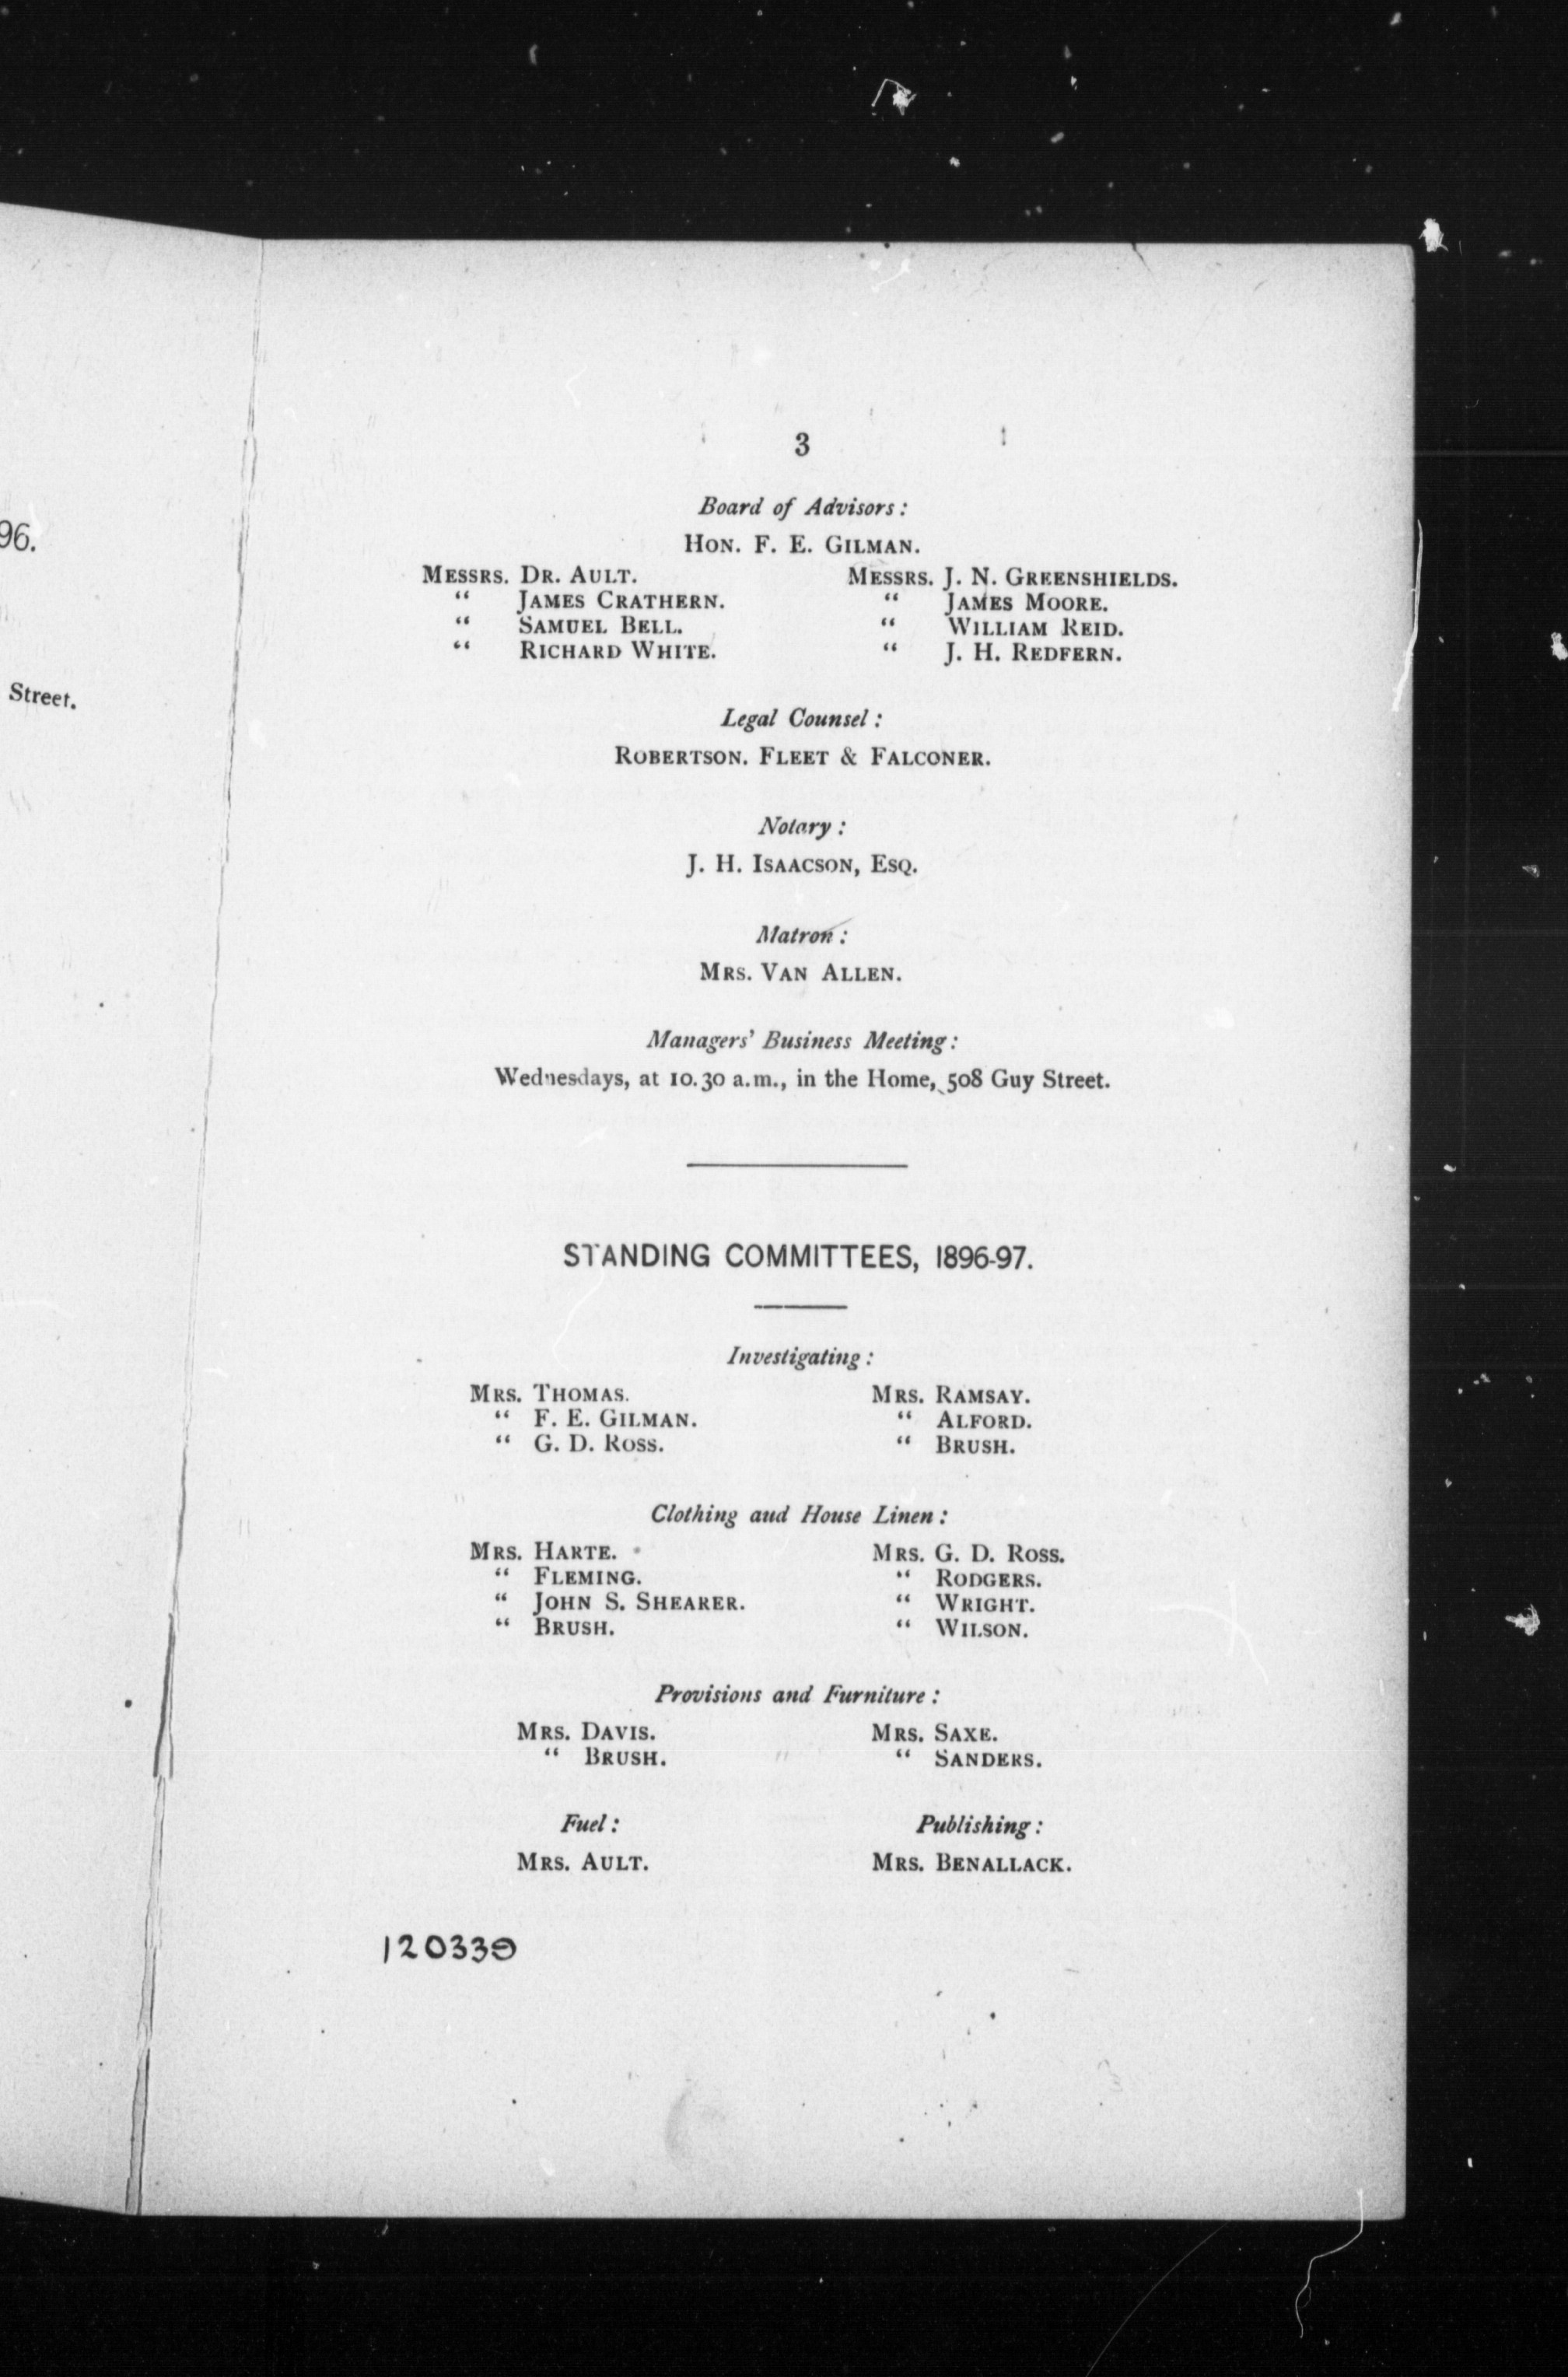 96.
Street.
3
Board of Advisors :
HON. F. E. GILMAN.
MESSRS. DR. AULT. MESSRS. J. N. GREENSHIELDS.
“ JAMES CRATHERN. “ JAMES MOORE.
“ SAMUEL BELL. “ WILLIAM REID.
“ RICHARD WHITE. “ J. H. REDFERN.
Legal Counsel :
ROBERTSON. FLEET & FALCONER.
Notary :
J. H. ISAACSON, ESQ.
Matron :
MRS. VAN ALLEN.
Managers’ Business Meeting :
Wednesdays, at 10.30 a.m., in the Home, 508 Guy Street.
STANDING COMMITTEES, 1896-97.
Investigating :
MRS. THOMAS. MRS. RAMSAY.
“ F. E. GILMAN. “ ALFORD.
“ G. D. ROSS. “ BRUSH.
Clothing aud House Linen :
MRS. HARTE. MRS. G. D. ROSS.
“ FLEMING. “ RODGERS.
“ JOHN S. SHEARER. “ WRIGHT.
“ BRUSH. “ WILSON.
Provisions and Furniture :
MRS. DAVIS. MRS. SAXE.
“ BRUSH. “ SANDERS.
Fuel : Publishing :
MRS. AULT. MRS. BENALLACK.
120339